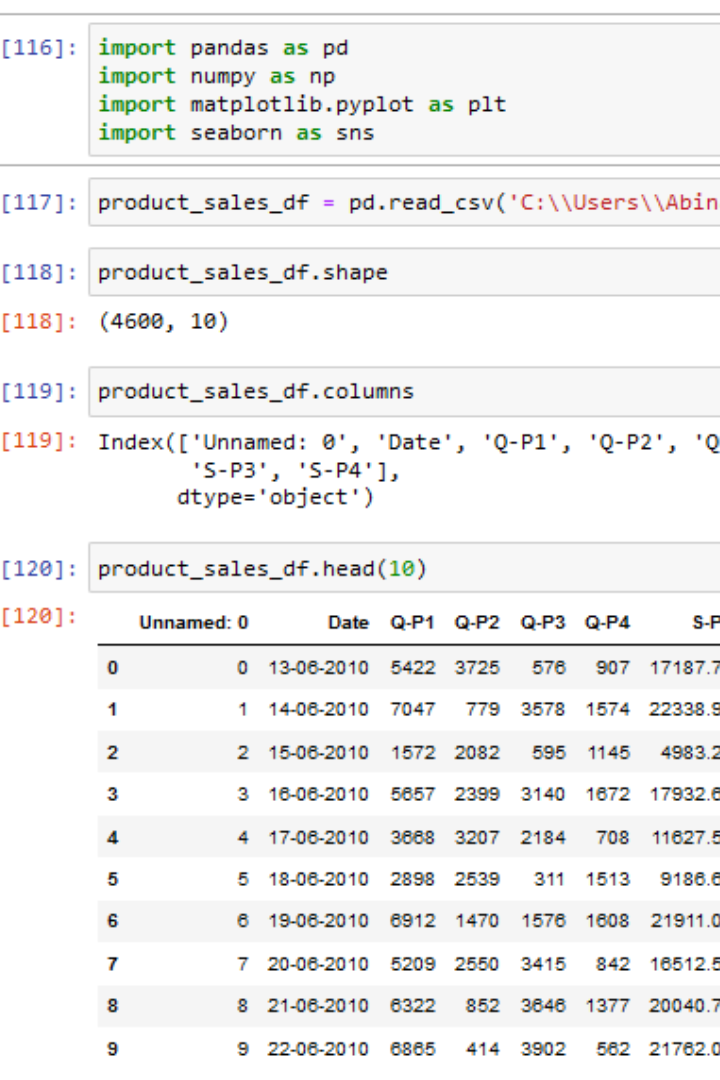 [116]: import pandas as pd
import numpy as np
import matplotlib.pyplot as plt
import seaborn as sns
[117]: product_sales_df = pd.read_csv('C:\\Users\\Abin
[118]: product_sales_df.shape
[118]: (4600, 10)
[119]: product_sales_df.columns
[119]: Index(['Unnamed: 0', 'Date', 'Q-P1', 'Q-P2', 'Q
'S-P3', 'S-P4'],
dtype='object')
[120]: product_sales_df.head(10)
[120]:
Unnamed: 0 Date Q-P1 Q-P2 Q-P3 Q-P4 S-P
0 0 13-06-2010 5422 3725 576 907 17187.7
1 1 14-06-2010 7047 779 3578 1574 22338.9
2 2 15-06-2010 1572 2082 595 1145 4983.2
3 3 16-06-2010 5657 2399 3140 1672 17932.6
4 4 17-06-2010 3668 3207 2184 708 11627.5
5 5 18-06-2010 2898 2539 311 1513 9186.6
6 6 19-06-2010 6912 1470 1576 1608 21911.0
7 7 20-06-2010 5209 2550 3415 842 16512.5
8 8 21-06-2010 6322 852 3646 1377 20040.7
9 9 22-06-2010 6865 414 3902 562 21762.0